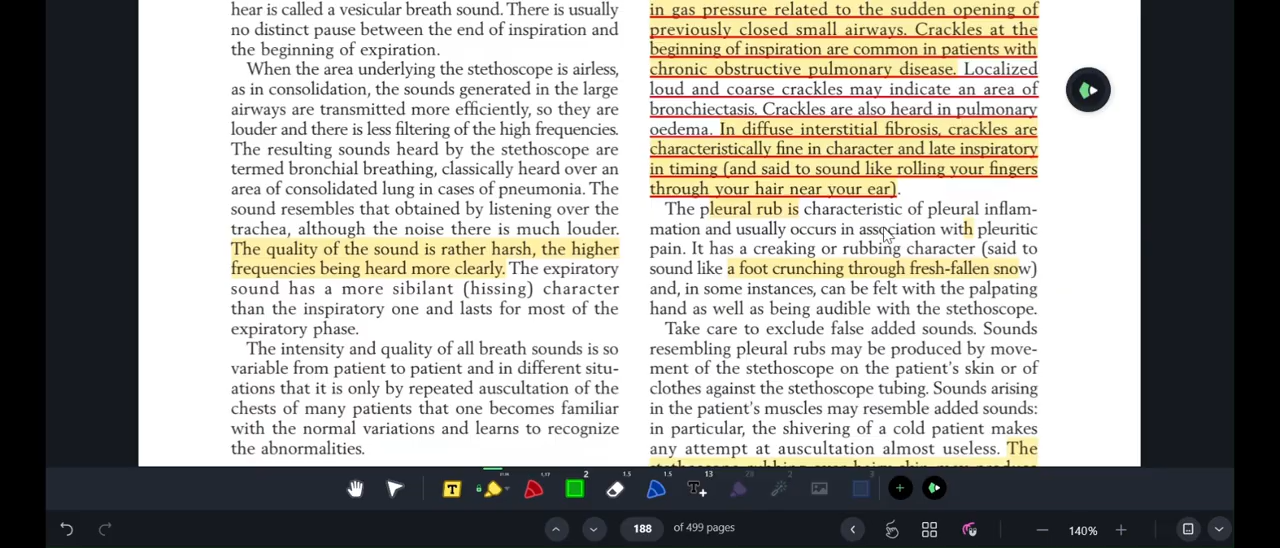 hear is called a vesicular breath sound. There is usually
no distinct pause between the end of inspiration and
the beginning of expiration.
When the area underlying the stethoscope is airless,
as in consolidation, the sounds generated in the large
airways are transmitted more efficiently, so they are
louder and there is less filtering of the high frequencies.
The resulting sounds heard by the stethoscope are
termed bronchial breathing, classically heard over an
area of consolidated lung in cases of pneumonia. The
sound resembles that obtained by listening over the
trachea, although the noise there is much louder.
The quality of the sound is rather harsh, the higher
frequencies being heard more clearly. The expiratory
sound has a more sibilant (hissing) character
than the inspiratory one and lasts for most of the
expiratory phase.
The intensity and quality of all breath sounds is so
variable from patient to patient and in different situ-
ations that it is only by repeated auscultation of the
chests of many patients that one becomes familiar
with the normal variations and learns to recognize
the abnormalities.
in gas pressure related to the sudden opening of
previously closed small airways. Crackles at the
beginning of inspiration are common in patients with
chronic obstructive pulmonary disease. Localized
loud and coarse crackles may indicate an area of
bronchiectasis. Crackles are also heard in pulmonary
oedema. In diffuse interstitial fibrosis, crackles are
characteristically fine in character and late inspiratory
in timing (and said to sound like rolling your fingers
through your hair near your ear).
The pleural rub is characteristic of pleural inflam-
mation and usually occurs in association with pleuritic
pain. It has a creaking or rubbing character (said to
sound like a foot crunching through fresh-fallen snow)
and, in some instances, can be felt with the palpating
hand as well as being audible with the stethoscope.
Take care to exclude false added sounds. Sounds
resembling pleural rubs may be produced by move-
ment of the stethoscope on the patient's skin or of
clothes against the stethoscope tubing. Sounds arising
in the patient's muscles may resemble added sounds:
in particular, the shivering of a cold patient makes
any attempt at auscultation almost useless. The
T
2
1.5
1.5
T+
13
188
of 499 pages
140%